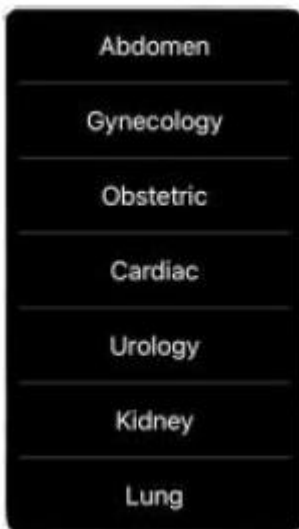 Abdomen
Gynecology
Obstetric
Cardiac
Urology
Kidney
Lung